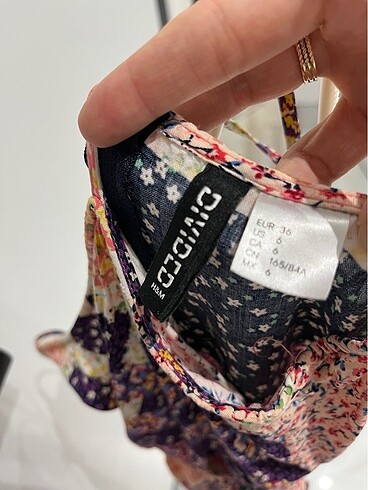 DIVIDED
H&M
EUR 36
US 6
CA 6
CN 165/84A
MX 6